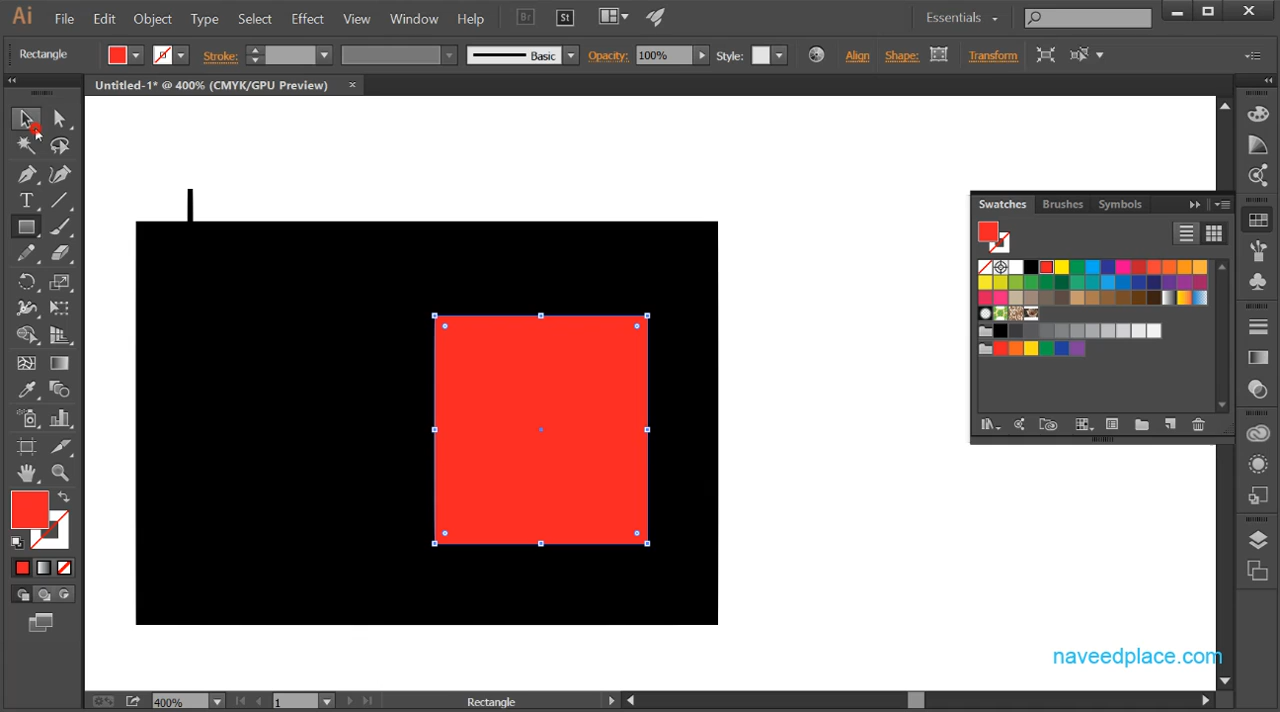 Ai File Edit Object Type Select Effect View Window Help Br St Essentials
Rectangle Stroke: Basic Opacity: 100% Style: Align Shape: Transform
Untitled-1* @ 400% (CMYK/GPU Preview) ×
Swatches Brushes Symbols
T
naveedplace.com
400% 1 Rectangle